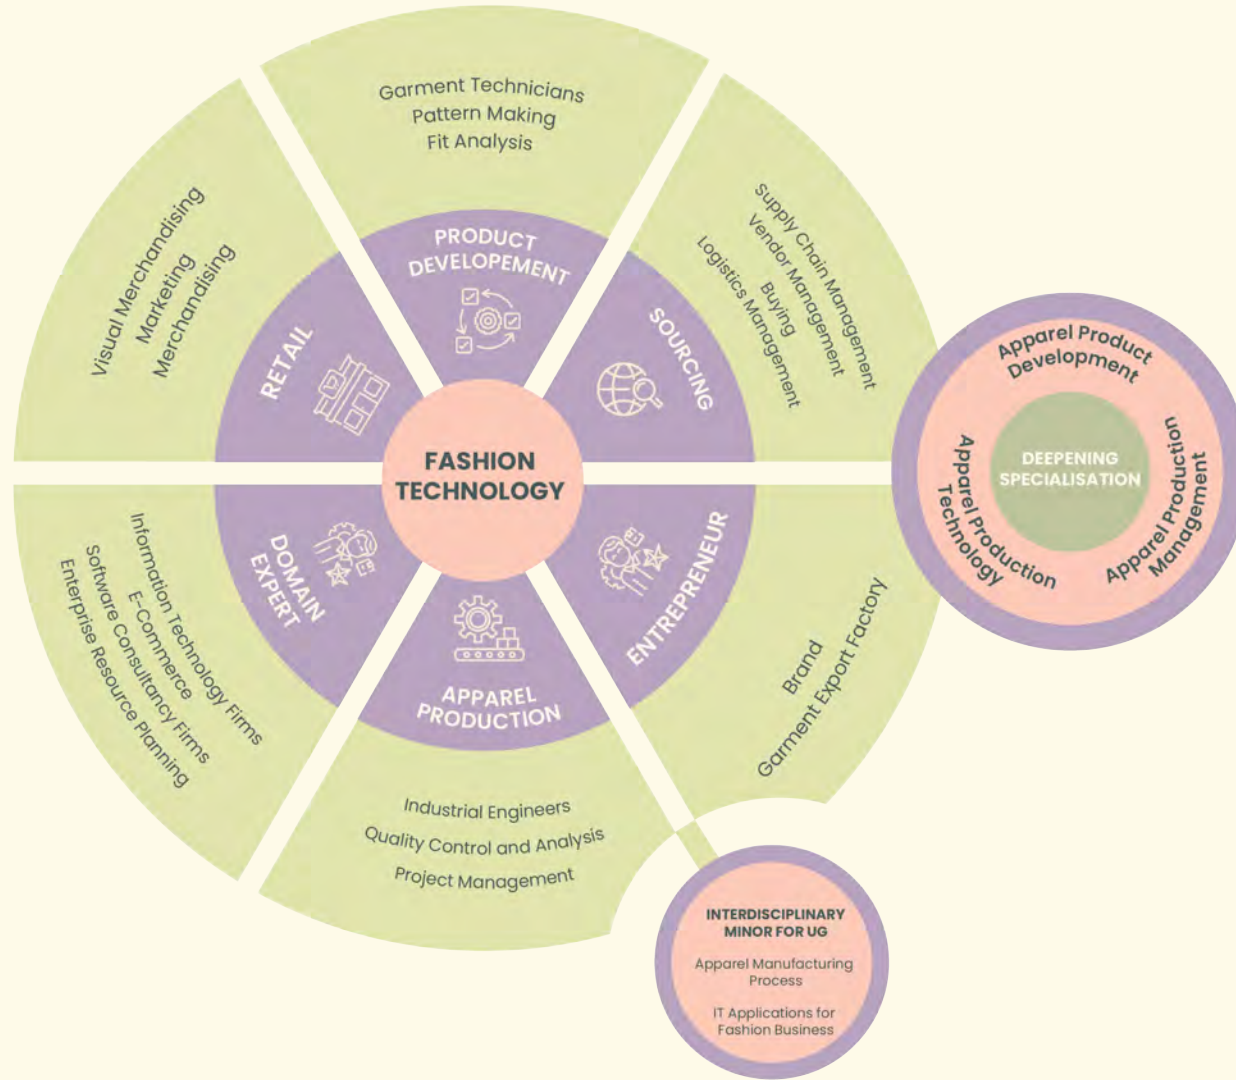 Garment Technicians
Pattern Making
Fit Analysis
PRODUCT
DEVELOPEMENT
Supply Chain Management
Vendor Management
Buying
Logistics Management
SOURCING
Visual Merchandising
Marketing
Merchandising
RETAIL
FASHION
TECHNOLOGY
Apparel Product
Development
DEEPENING
SPECIALISATION
Apparel Production
Technology
Apparel Production
Management
DOMAIN
EXPERT
Information Technology Firms
E-Commerce
Software Consultancy Firms
Enterprise Resource Planning
APPAREL
PRODUCTION
Industrial Engineers
Quality Control and Analysis
Project Management
ENTREPRENEUR
Brand
Garment Export Factory
INTERDISCIPLINARY
MINOR FOR UG
Apparel Manufacturing
Process
IT Applications for
Fashion Business